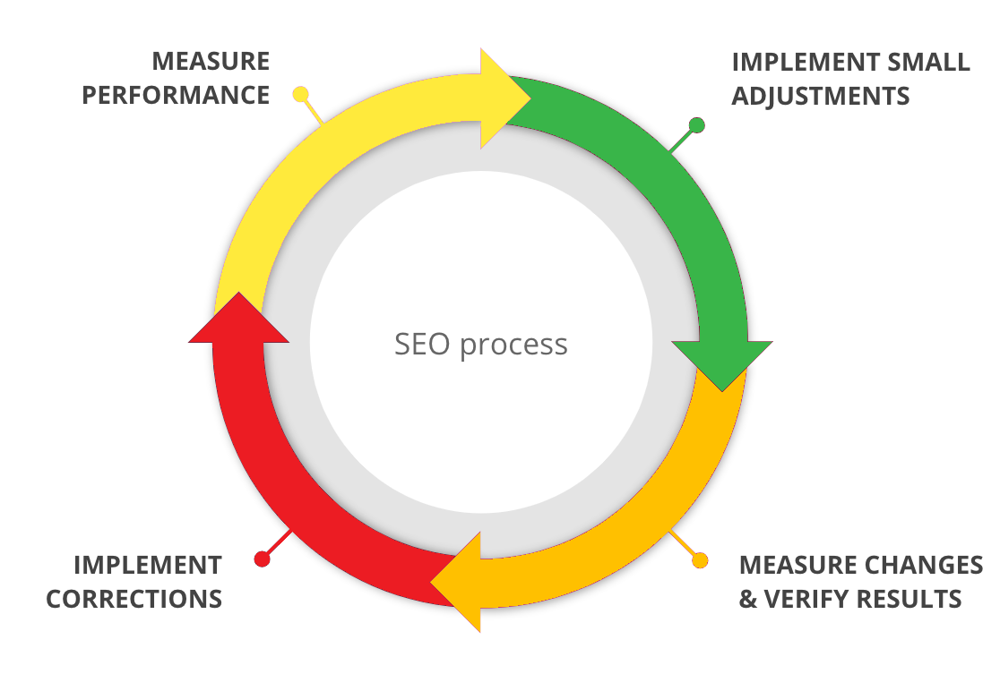 MEASURE
PERFORMANCE
IMPLEMENT SMALL
ADJUSTMENTS
SEO process
IMPLEMENT
CORRECTIONS
MEASURE CHANGES
& VERIFY RESULTS